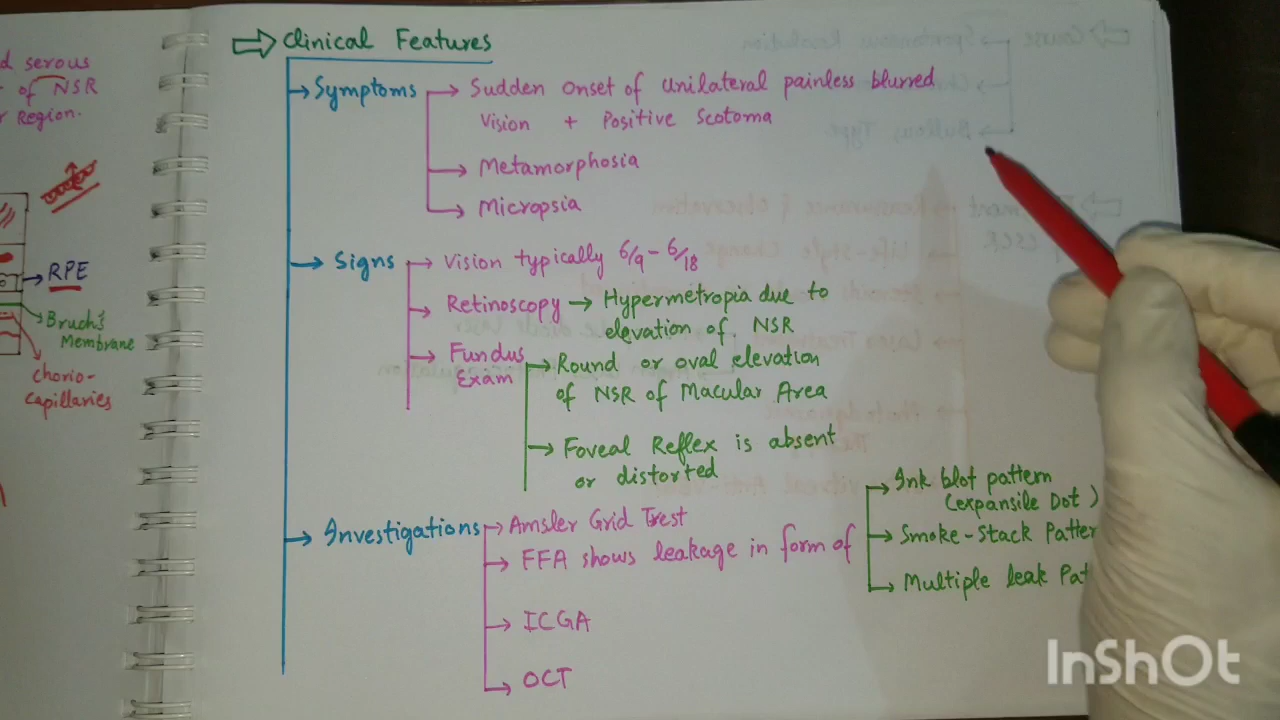 d serous
of NSR
Region.
RPE
Bruch's
Membrane
chorio-
capillaries
Clinical Features
Symptoms
Sudden onset of unilateral painless blurred
Vision + Positive Scotoma
Metamorphosia
Micropsia
Signs
Vision typically 6/9 - 6/18
Retinoscopy → Hypermetropia due to
elevation of NSR
Fundus
Exam
Round or oval elevation
of NSR of Macular Area
Foveal Reflex is absent
or distorted
Investigations
Amsler Grid Trest
FFA shows leakage in form of
Ink blot pattern
(expansile Dot)
Smoke-Stack Patter
Multiple leak Pat
ICGA
OCT
InShOt